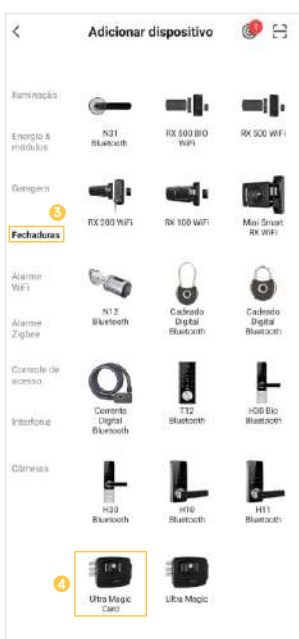 Adicionar dispositivo
Iluminação
Energia &
módulos
Garagem
3
Fechaduras
Alarme
WiFi
Alarme
Zigbee
Controle de
acesso
Interfonia
Câmeras
N31
Bluetooth
RX 500 BIO
WiFi
RX 500 WiFi
RX 200 WiFi
RX 100 WiFi
Mini Smart
RX WiFi
N12
Bluetooth
Cadeado
Digital
Bluetooth
Cadeado
Digital
Bluetooth
Corrente
Digital
Bluetooth
T12
Bluetooth
H30 Bio
Bluetooth
H30
Bluetooth
H10
Bluetooth
H11
Bluetooth
4
Ultra Magic
Card
Ultra Magic